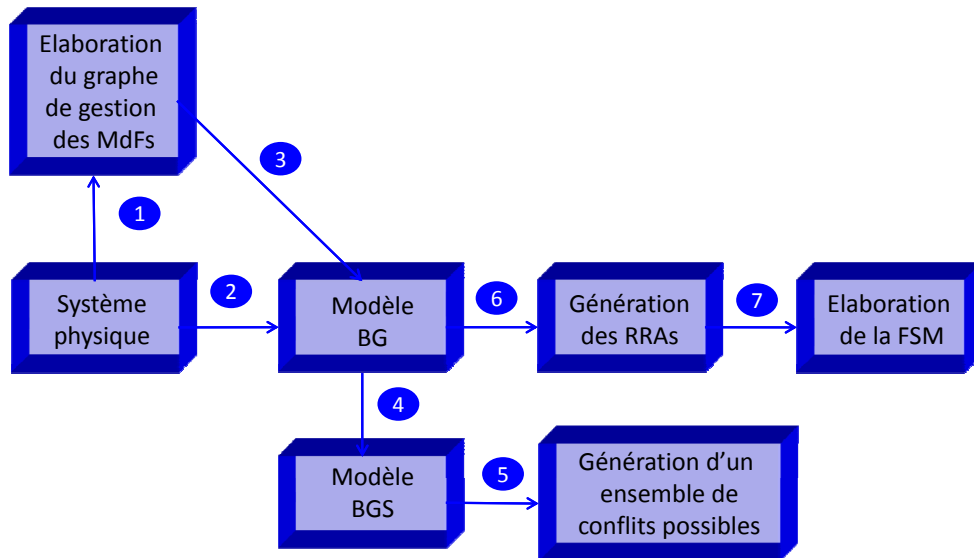 Elaboration
du graphe
de gestion
des MdFs
3
1
Système
physique
2
Modèle
BG
6
Génération
des RRAs
7
Elaboration
de la FSM
4
Modèle
BGS
5
Génération d’un
ensemble de
conflits possibles